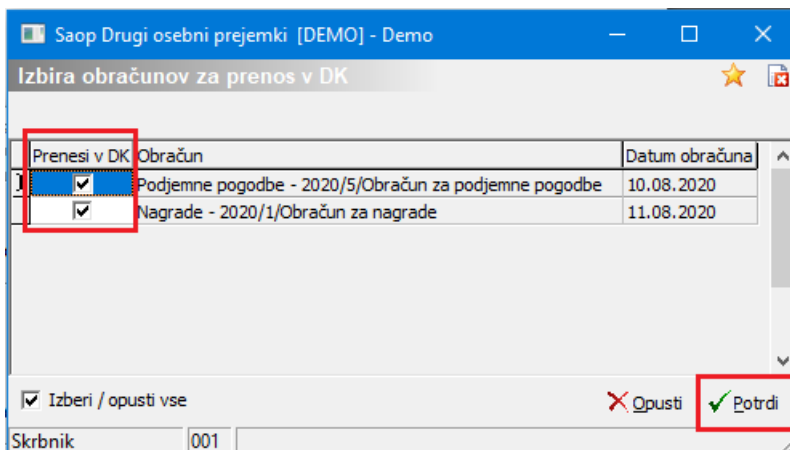 Saop Drugi osebni prejemki [DEMO] - Demo
Izbira obračunov za prenos v DK
Prenesi v DK Obračun Datum obračuna
Podjemne pogodbe - 2020/5/Obračun za podjemne pogodbe 10.08.2020
Nagrade - 2020/1/Obračun za nagrade 11.08.2020
Izberi / opusti vse Opusti Potrdi
Skrbnik 001